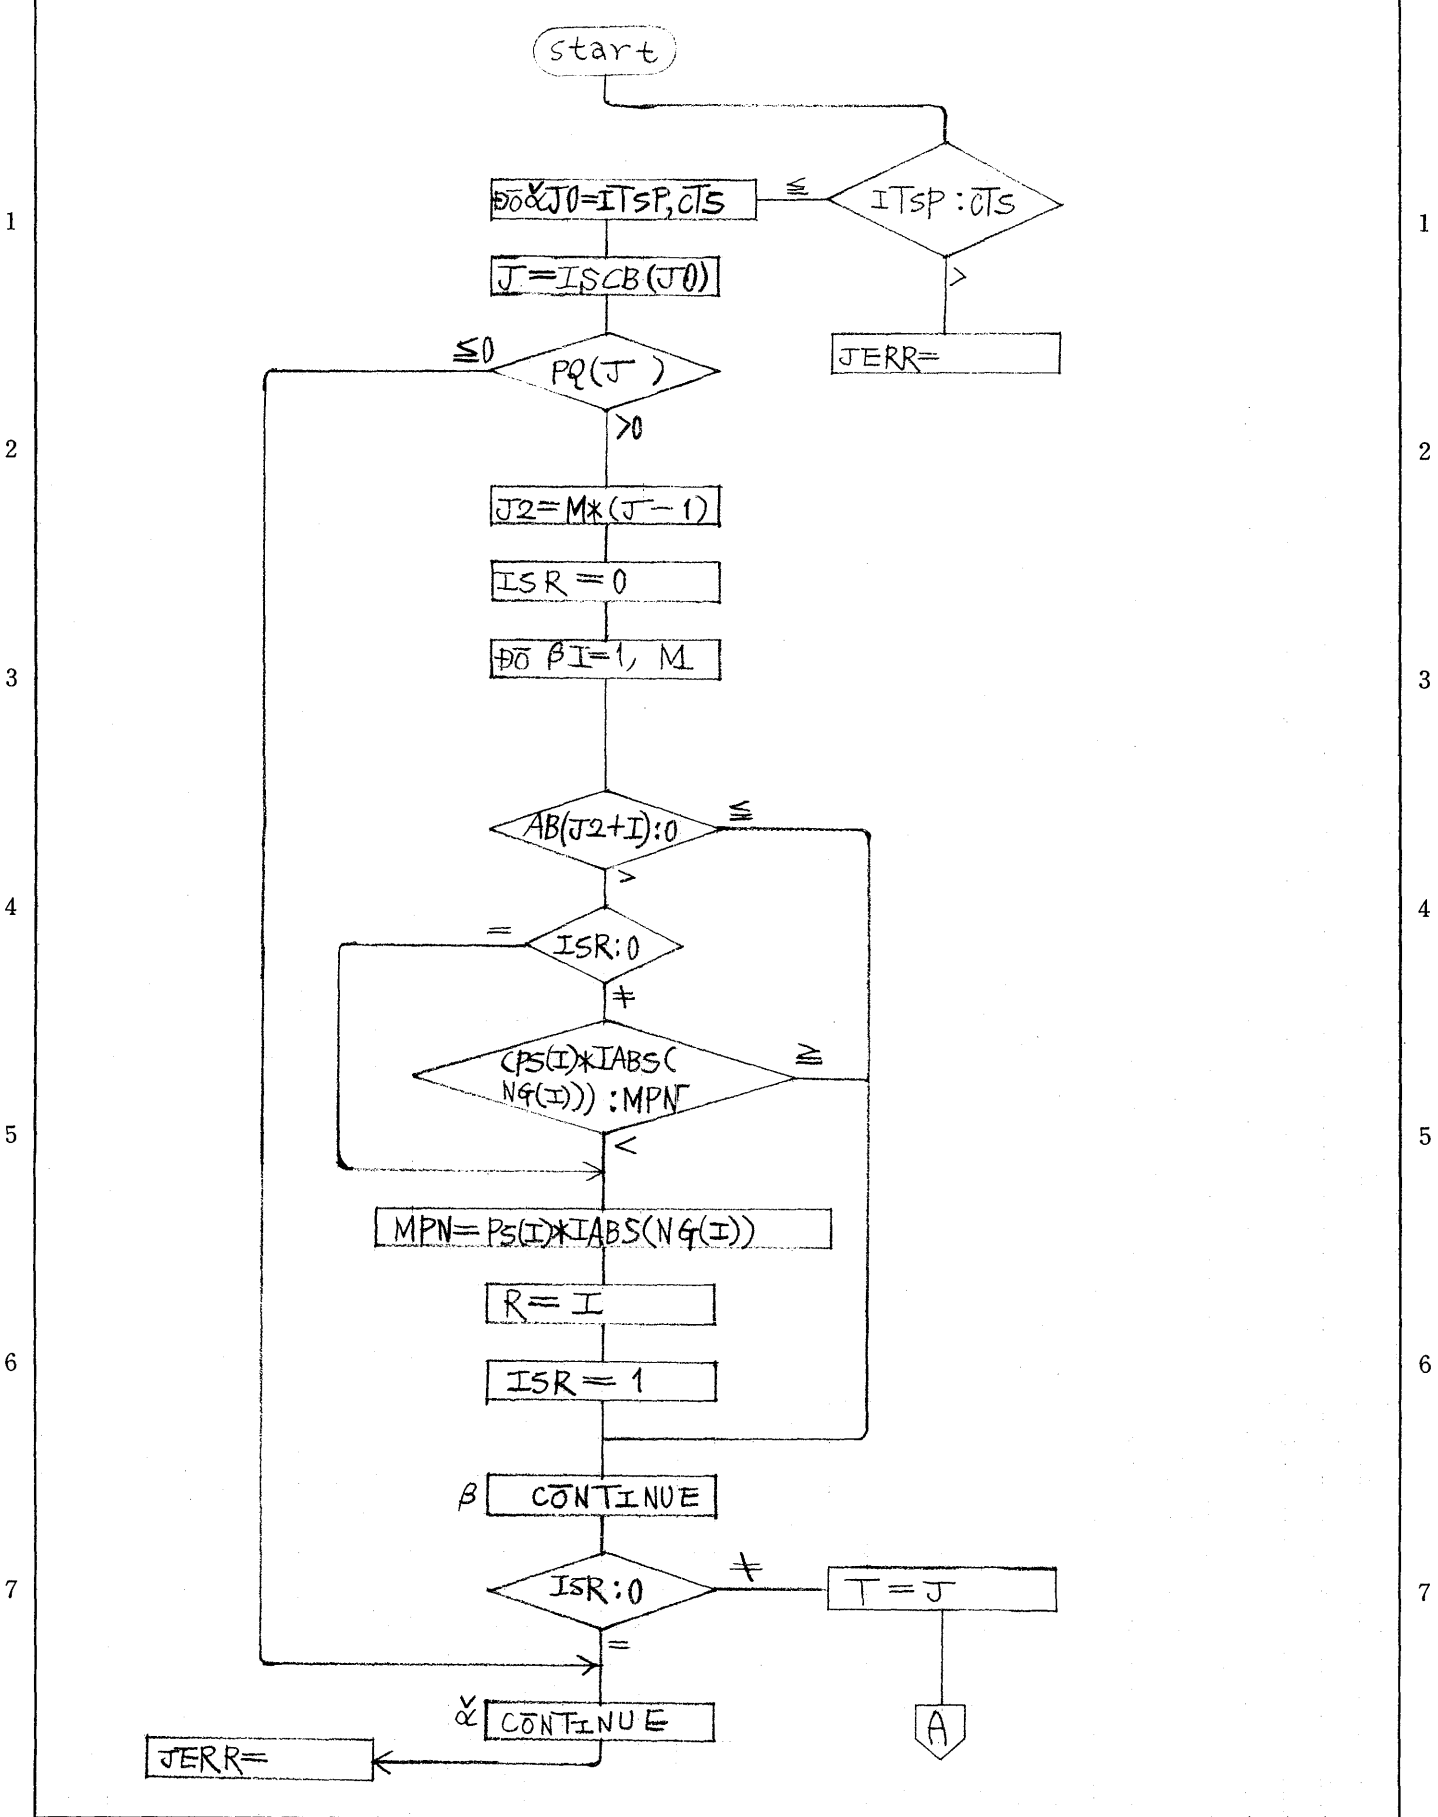 start
ITSP:CTS
≦
DO α̌ J0=ITSP,CTS
1
1
J=ISCB(J0)
>
JERR=
≦0
PQ(J )
>0
2
2
J2=M*(J-1)
ISR=0
DO βI=1, M
3
3
AB(J2+I):0
≦
>
4
4
=
ISR:0
≠
(PS(I)*IABS(
NG(I))):MPN
≧
<
5
5
MPN=PS(I)*IABS(NG(I))
R=I
6
6
ISR=1
β
CONTINUE
7
7
ISR:0
≠
T=J
=
α̌
CONTINUE
A
JERR=